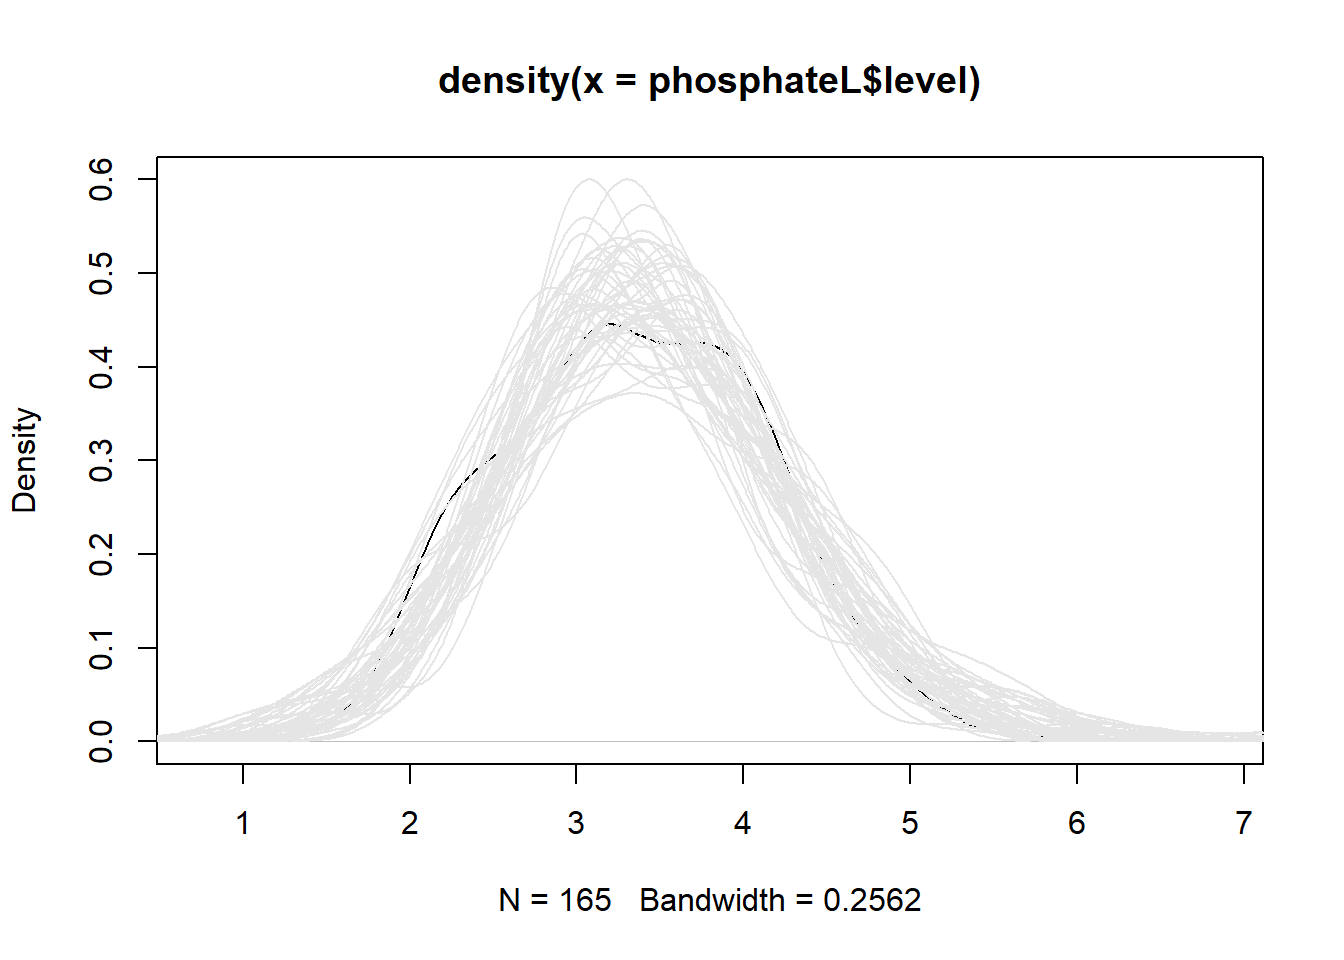 density(x = phosphateL$level)
Density
0.6
0.5
0.4
0.3
0.2
0.1
0.0
1 2 3 4 5 6 7
N = 165 Bandwidth = 0.2562